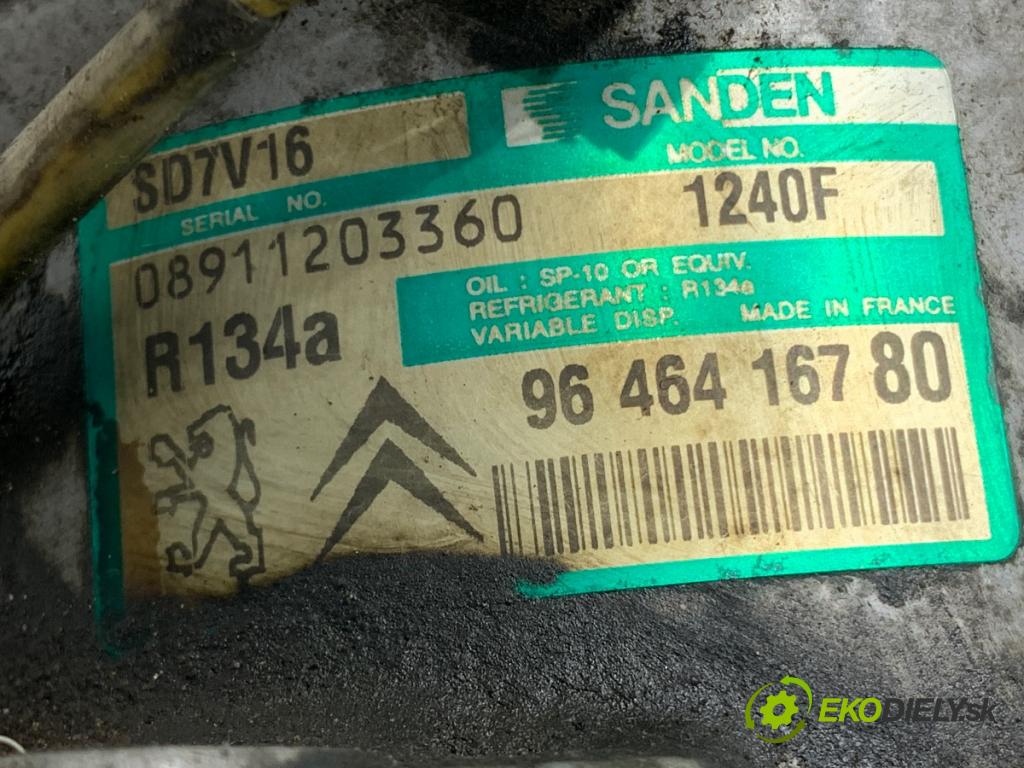 SANDEN
SD7V16
MODEL NO.
SERIAL NO.
1240F
08911203360
OIL : SP-10 OR EQUIV.
REFRIGERANT : R134a
VARIABLE DISP. MADE IN FRANCE
R134a
96 464 167 80
EKODIELY.sk